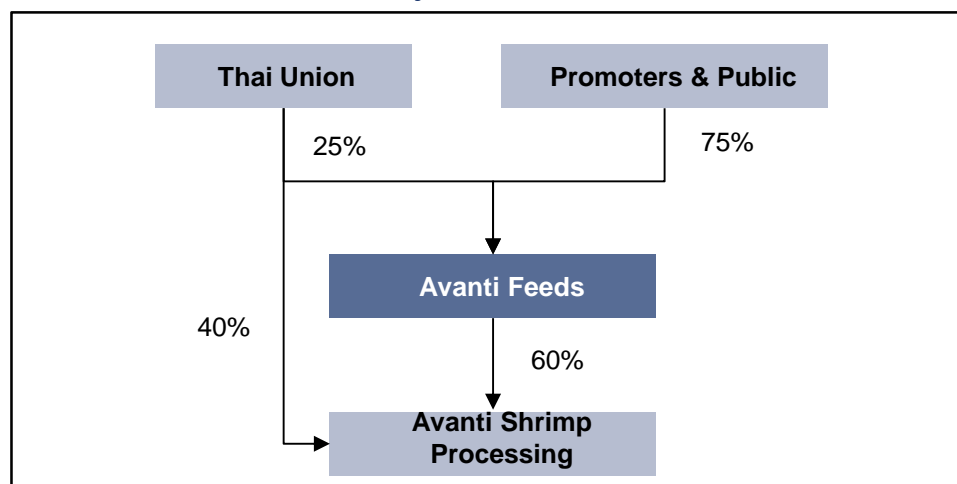 Thai Union
Promoters & Public
25%
75%
Avanti Feeds
40%
60%
Avanti Shrimp
Processing